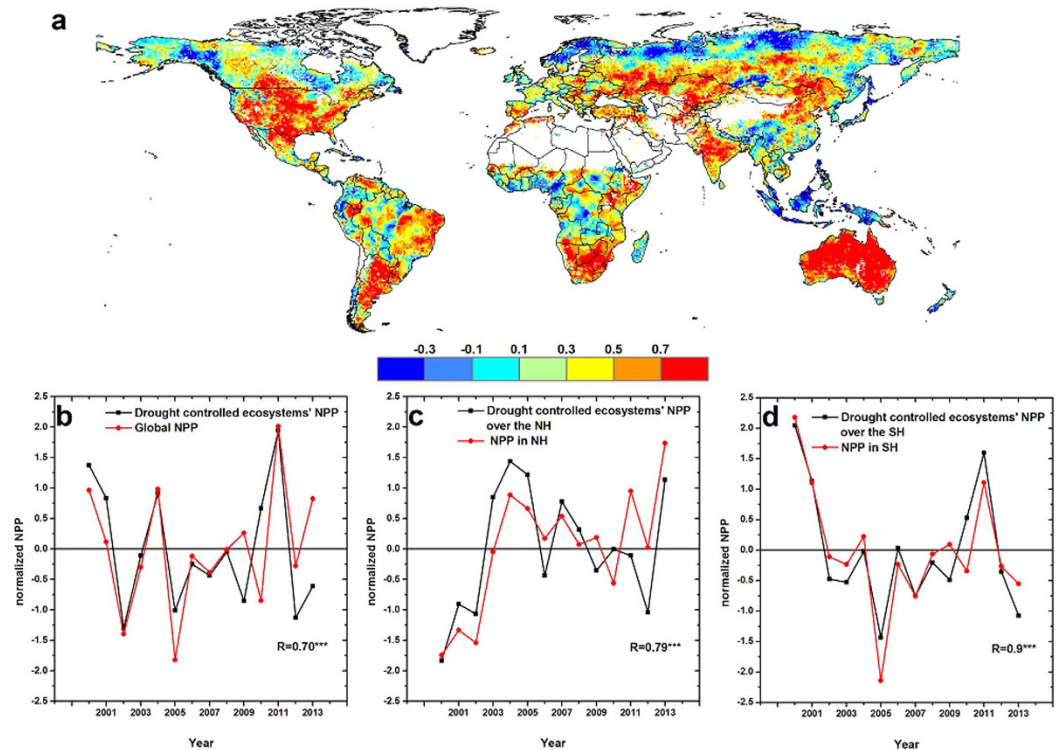 a
-0.3 -0.1 0.1 0.3 0.5 0.7
b
Drought controlled ecosystems' NPP
Global NPP
2.5
2.0
1.5
1.0
0.5
0.0
-0.5
-1.0
-1.5
-2.0
-2.5
normalized NPP
R=0.70***
2001 2003 2005 2007 2009 2011 2013
Year
c
Drought controlled ecosystems' NPP
over the NH
NPP in NH
2.5
2.0
1.5
1.0
0.5
0.0
-0.5
-1.0
-1.5
-2.0
-2.5
normalized NPP
R=0.79***
2001 2003 2005 2007 2009 2011 2013
Year
d
Drought controlled ecosystems' NPP
over the SH
NPP in SH
2.5
2.0
1.5
1.0
0.5
0.0
-0.5
-1.0
-1.5
-2.0
-2.5
normalized NPP
R=0.9***
2001 2003 2005 2007 2009 2011 2013
Year